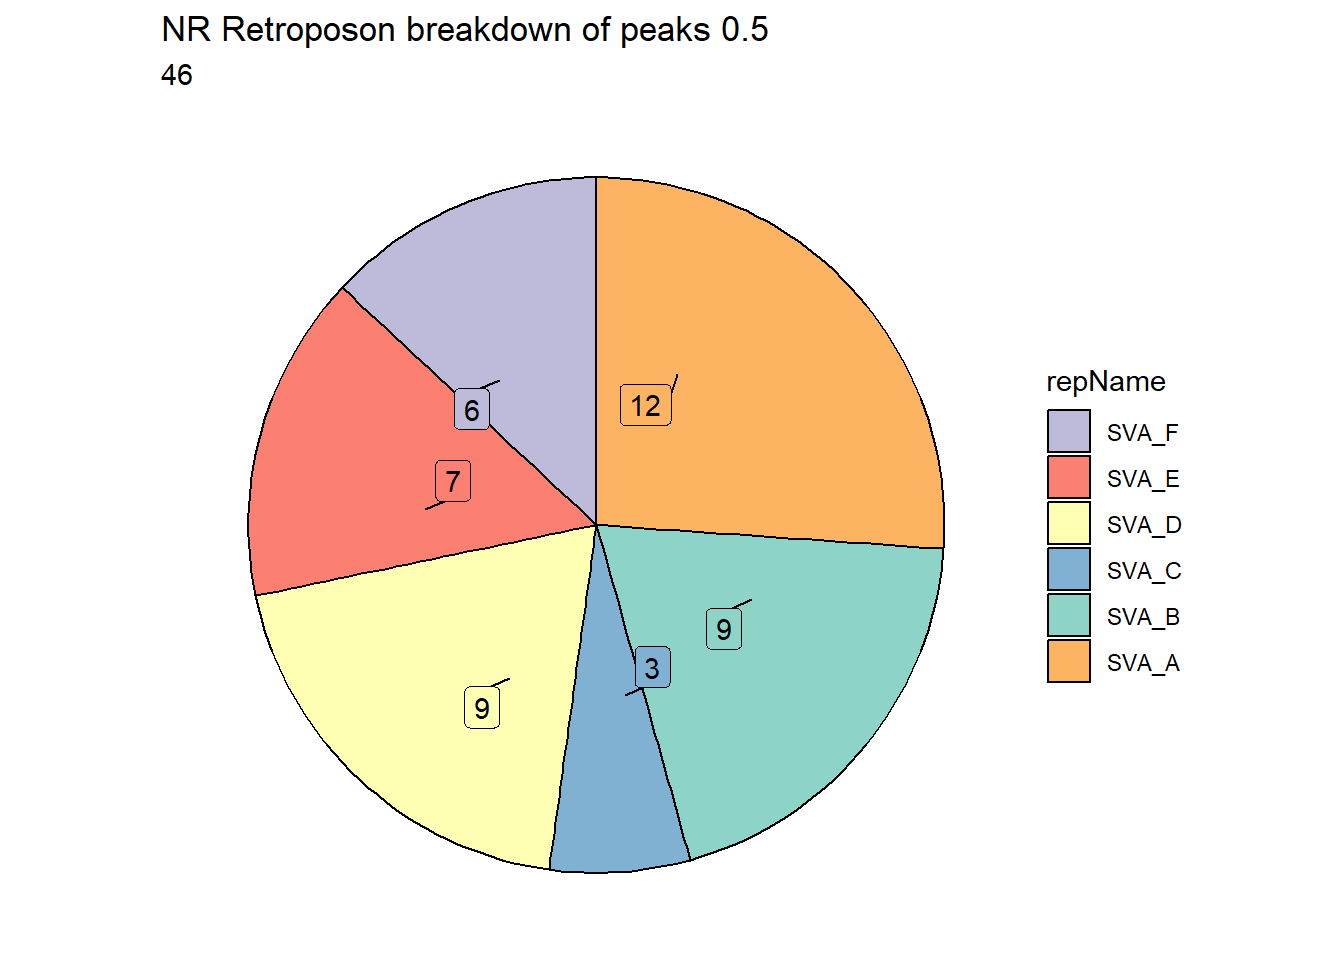 NR Retroposon breakdown of peaks 0.5
46
6
12
7
9
3
9
repName
SVA_F
SVA_E
SVA_D
SVA_C
SVA_B
SVA_A